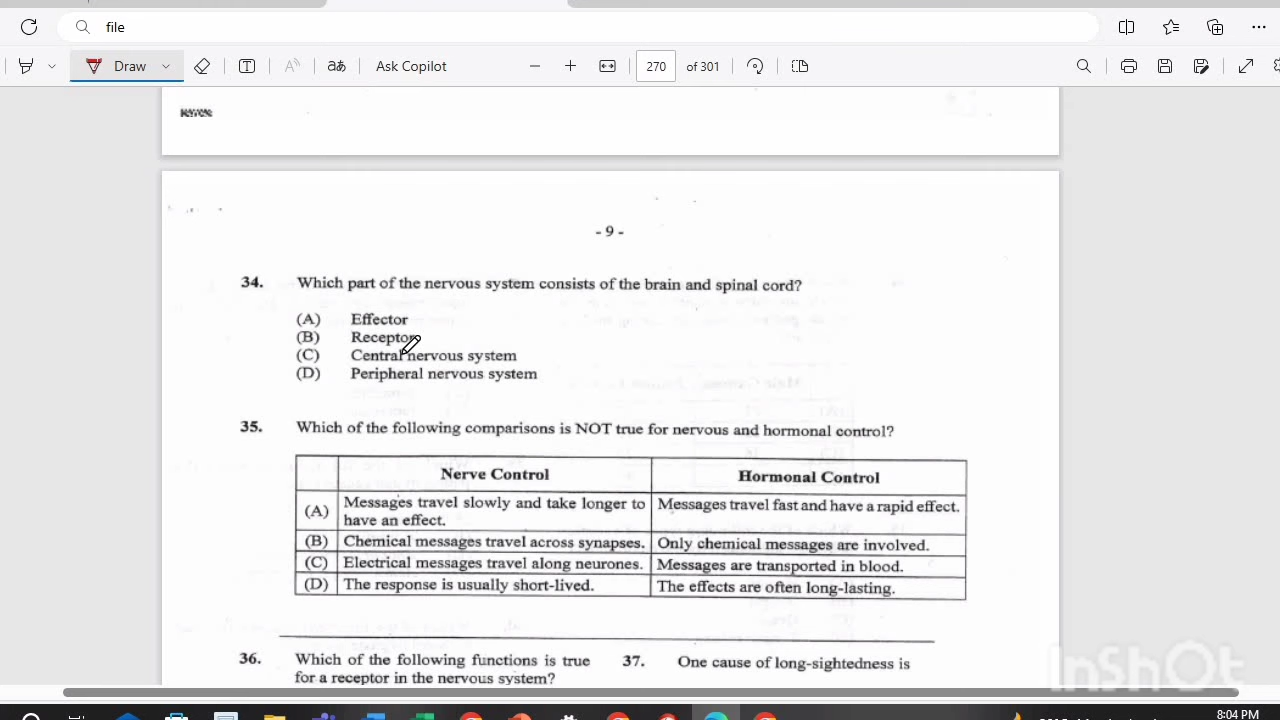 file
Draw
Ask Copilot
270 of 301
- 9 -
34. Which part of the nervous system consists of the brain and spinal cord?
(A) Effector
(B) Receptor
(C) Central nervous system
(D) Peripheral nervous system
35. Which of the following comparisons is NOT true for nervous and hormonal control?
Nerve Control Hormonal Control
(A) Messages travel slowly and take longer to have an effect. Messages travel fast and have a rapid effect.
(B) Chemical messages travel across synapses. Only chemical messages are involved.
(C) Electrical messages travel along neurones. Messages are transported in blood.
(D) The response is usually short-lived. The effects are often long-lasting.
36. Which of the following functions is true
for a receptor in the nervous system?
37. One cause of long-sightedness is
InShOt
8:04 PM